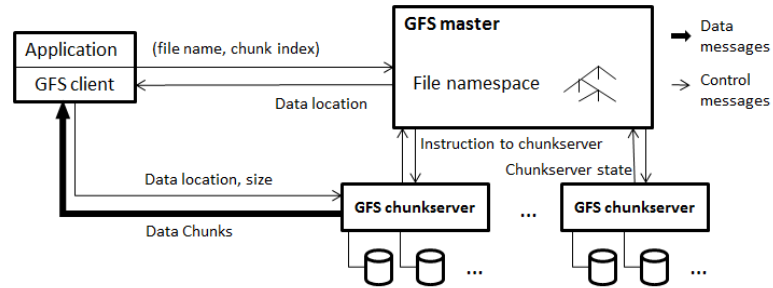 GFS master
Data
messages
Application
(file name, chunk index)
GFS client
File namespace
Control
messages
Data location
Instruction to chunkserver
Chunkserver state
Data location, size
GFS chunkserver
...
GFS chunkserver
Data Chunks
...
...